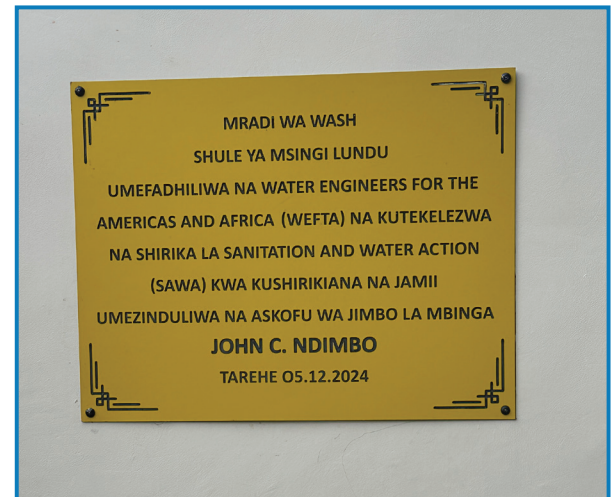 MRADI WA WASH
SHULE YA MSINGI LUNDU
UMEFADHILIWA NA WATER ENGINEERS FOR THE
AMERICAS AND AFRICA (WEFTA) NA KUTEKELEZWA
NA SHIRIKA LA SANITATION AND WATER ACTION
(SAWA) KWA KUSHIRIKIANA NA JAMII
UMEZINDULIWA NA ASKOFU WA JIMBO LA MBINGA
JOHN C. NDIMBO
TAREHE O5.12.2024